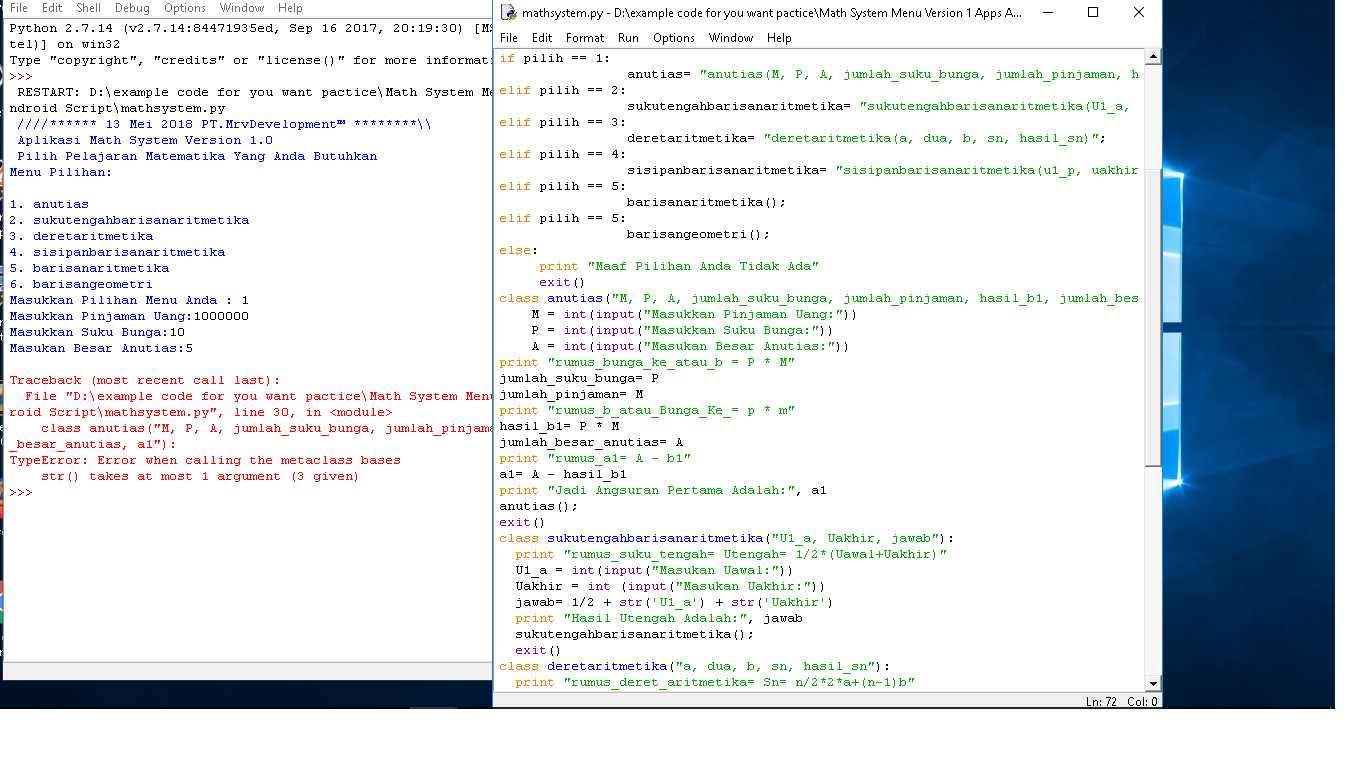 File Edit Shell Debug Options Window Help
Python 2.7.14 (v2.7.14:84471935ed, Sep 16 2017, 20:19:30) [MS
tel)] on win32
Type "copyright", "credits" or "license()" for more informat
>>>
RESTART: D:\example code for you want pactice\Math System Me
ndroid Script\mathsystem.py
////****** 13 Mei 2018 PT.MrvDevelopment™ ********\\
Aplikasi Math System Version 1.0
Pilih Pelajaran Matematika Yang Anda Butuhkan
Menu Pilihan:
1. anutias
2. sukutengahbarisanaritmetika
3. deretaritmetika
4. sisipanbarisanaritmetika
5. barisanaritmetika
6. barisangeometri
Masukkan Pilihan Menu Anda : 1
Masukkan Pinjaman Uang:1000000
Masukkan Suku Bunga:10
Masukan Besar Anutias:5
Traceback (most recent call last):
File "D:\example code for you want pactice\Math System Menu
roid Script\mathsystem.py", line 30, in <module>
class anutias("M, P, A, jumlah_suku_bunga, jumlah_pinjama
_besar_anutias, a1"):
TypeError: Error when calling the metaclass bases
str() takes at most 1 argument (3 given)
>>>
mathsystem.py - D:\example code for you want pactice\Math System Menu Version 1 Apps A...
File Edit Format Run Options Window Help
if pilih == 1:
anutias= "anutias(M, P, A, jumlah_suku_bunga, jumlah_pinjaman, h
elif pilih == 2:
sukutengahbarisanaritmetika= "sukutengahbarisanaritmetika(U1_a,
elif pilih == 3:
deretaritmetika= "deretaritmetika(a, dua, b, sn, hasil_sn)";
elif pilih == 4:
sisipanbarisanaritmetika= "sisipanbarisanaritmetika(u1_p, uakhir
elif pilih == 5:
barisanaritmetika();
elif pilih == 5:
barisangeometri();
else:
print "Maaf Pilihan Anda Tidak Ada"
exit()
class anutias("M, P, A, jumlah_suku_bunga, jumlah_pinjaman, hasil_b1, jumlah_bes
M = int(input("Masukkan Pinjaman Uang:"))
P = int(input("Masukkan Suku Bunga:"))
A = int(input("Masukan Besar Anutias:"))
print "rumus_bunga_ke_atau_b = P * M"
jumlah_suku_bunga= P
jumlah_pinjaman= M
print "rumus_b_atau_Bunga_Ke_= p * m"
hasil_b1= P * M
jumlah_besar_anutias= A
print "rumus_a1= A - b1"
a1= A - hasil_b1
print "Jadi Angsuran Pertama Adalah:", a1
anutias();
exit()
class sukutengahbarisanaritmetika("U1_a, Uakhir, jawab"):
print "rumus_suku_tengah= Utengah= 1/2*(Uawal+Uakhir)"
U1_a = int(input("Masukan Uawal:"))
Uakhir = int (input("Masukan Uakhir:"))
jawab= 1/2 + str('U1_a') + str('Uakhir')
print "Hasil Utengah Adalah:", jawab
sukutengahbarisanaritmetika();
exit()
class deretaritmetika("a, dua, b, sn, hasil_sn"):
print "rumus_deret_aritmetika= Sn= n/2*2*a+(n-1)b"
Ln: 72 Col: 0